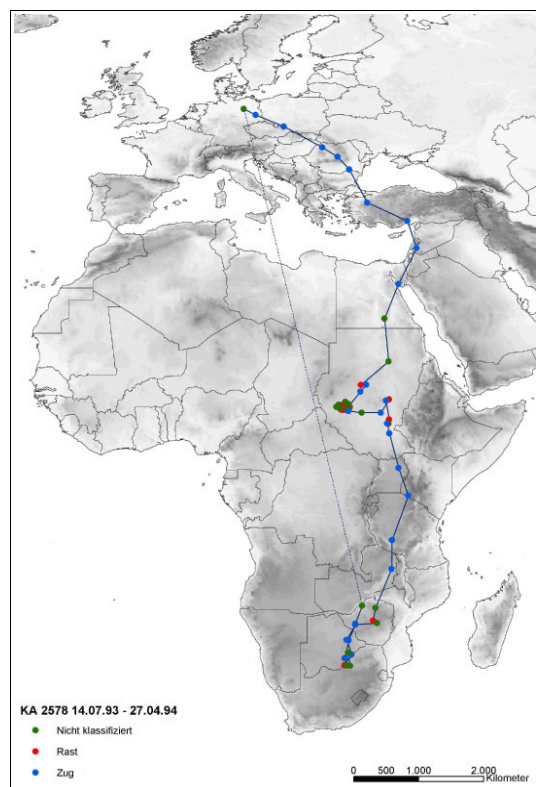 KA 2578 14.07.93 - 27.04.94
Nicht klassifiziert
Rast
Zug
0 500 1.000 2.000
Kilometer